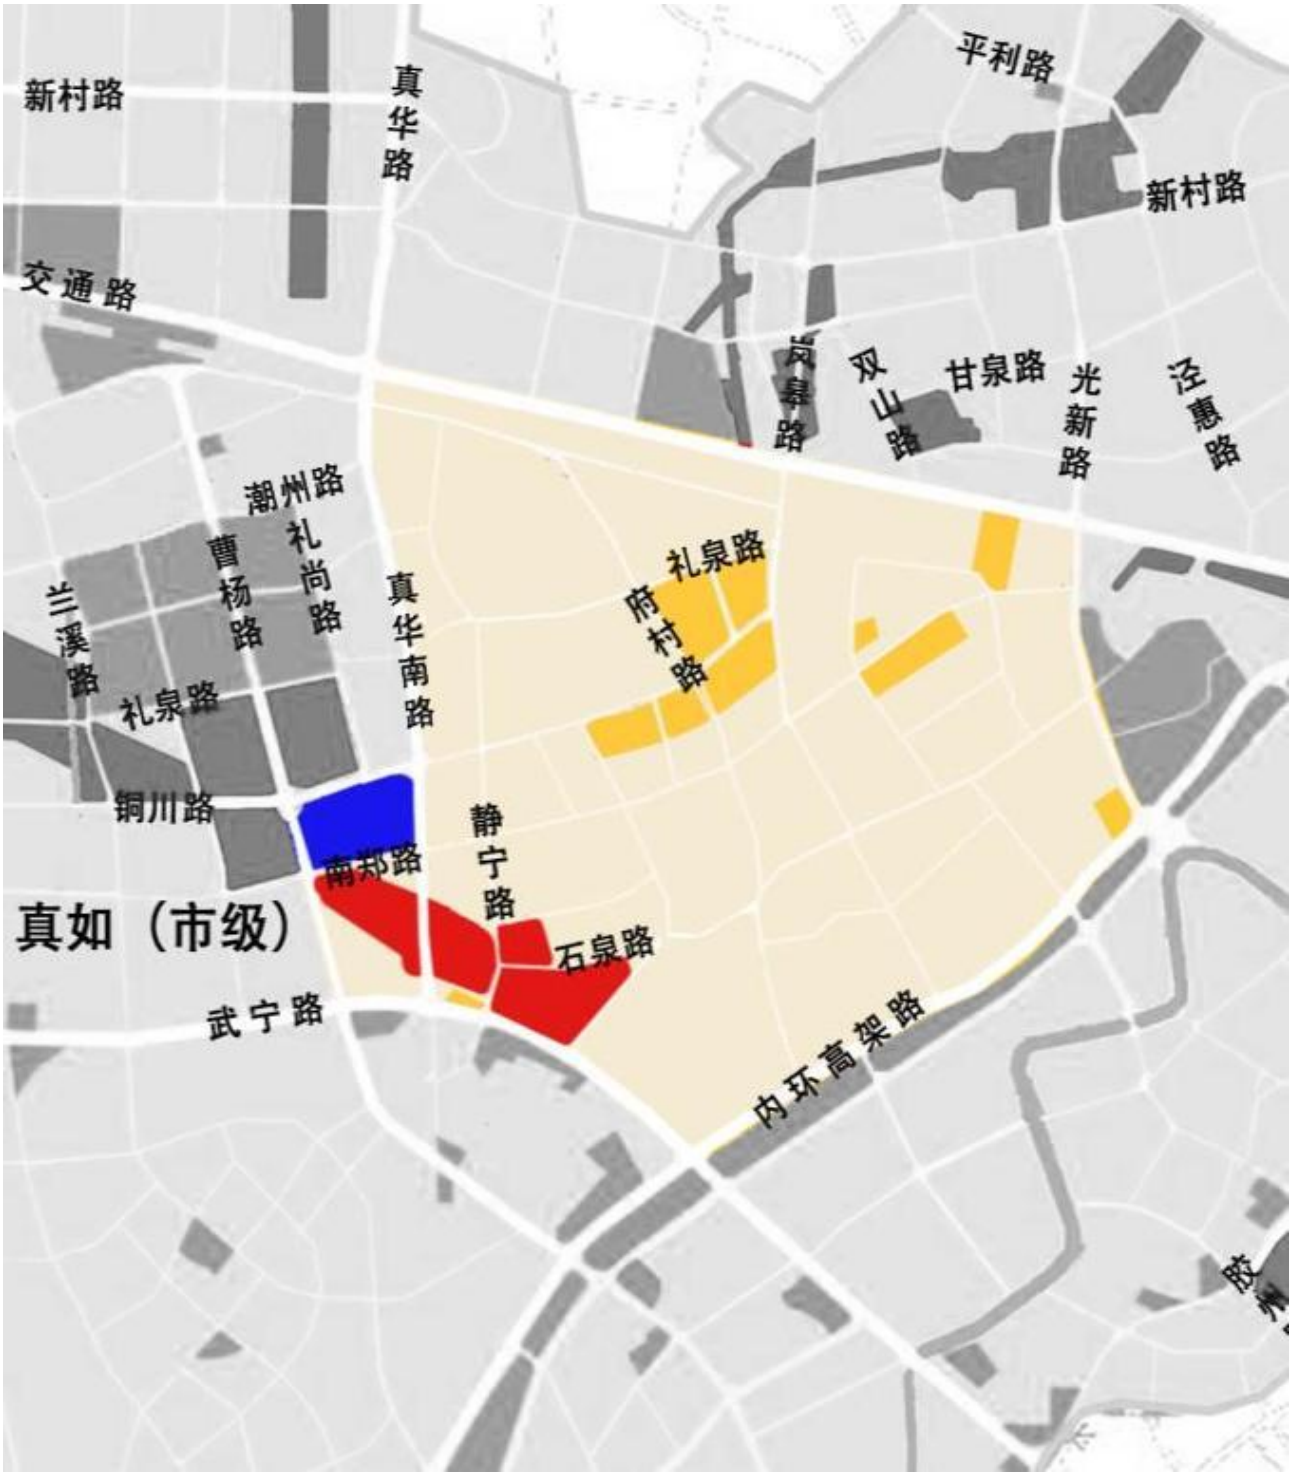 平利路
新村路
真华路
新村路
交通路
岚皋路
双山路
甘泉路
光新路
泾惠路
潮州路
礼尚路
曹杨路
兰溪路
礼泉路
府村路
真华南路
礼泉路
铜川路
静宁路
南郑路
真如（市级）
石泉路
武宁路
内环高架路
胶州